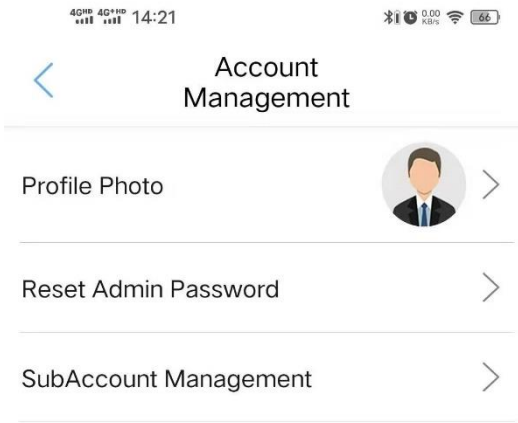 4GHD 4G+HD 14:21 0.00 KB/s 66
Account
Management
Profile Photo
Reset Admin Password
SubAccount Management